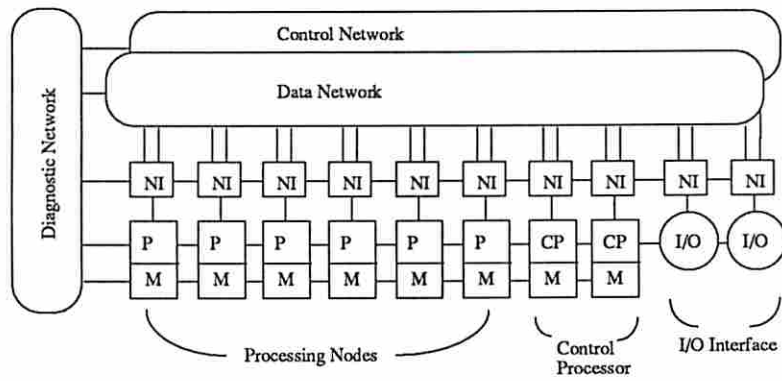 Control Network
Data Network
Diagnostic Network
NI NI NI NI NI NI NI NI NI NI
P P P P P P CP CP I/O I/O
M M M M M M M M
Processing Nodes
Control
Processor
I/O Interface